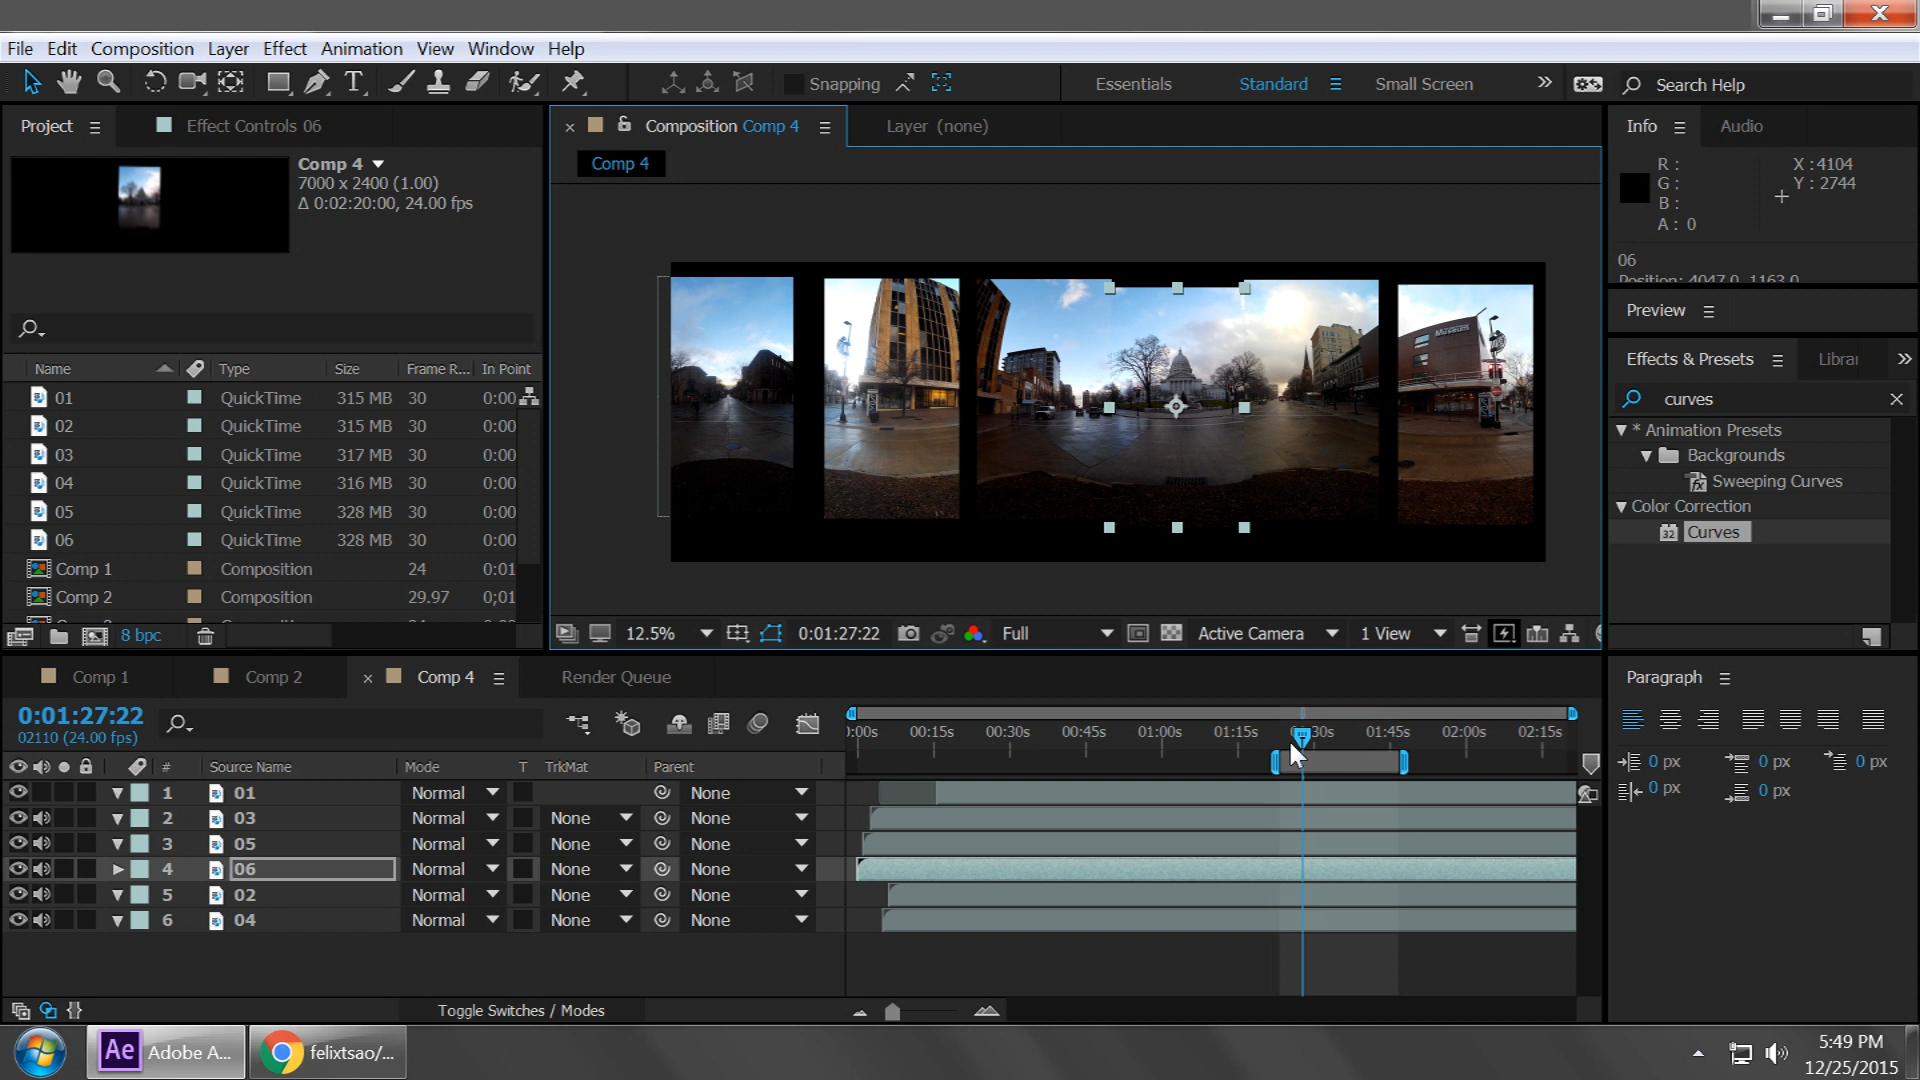 File Edit Composition Layer Effect Animation View Window Help
Snapping
Essentials Standard Small Screen Search Help
Project Effect Controls 06
Composition Comp 4 Layer (none)
Info Audio
Comp 4
7000 x 2400 (1.00)
Δ 0:02:20:00, 24.00 fps
Comp 4
R :
G :
B :
A : 0
X : 4104
Y : 2744
06
Position: 4047.0, 1163.0
Preview
Effects & Presets Librar
curves
* Animation Presets
Backgrounds
Sweeping Curves
Color Correction
32 Curves
Name Type Size Frame R... In Point
01 QuickTime 315 MB 30 0:00
02 QuickTime 315 MB 30 0:00
03 QuickTime 317 MB 30 0:00
04 QuickTime 316 MB 30 0:00
05 QuickTime 328 MB 30 0:00
06 QuickTime 328 MB 30 0:00
Comp 1 Composition 24 0:01
Comp 2 Composition 29.97 0;01
8 bpc
12.5% 0:01:27:22 Full Active Camera 1 View
Comp 1 Comp 2 Comp 4 Render Queue
0:01:27:22
02110 (24.00 fps)
):00s 00:15s 00:30s 00:45s 01:00s 01:15s 30s 01:45s 02:00s 02:15s
# Source Name Mode T TrkMat Parent
1 01 Normal None
2 03 Normal None None
3 05 Normal None None
4 06 Normal None None
5 02 Normal None None
6 04 Normal None None
Toggle Switches / Modes
Paragraph
0 px 0 px 0 px
0 px 0 px
Ae Adobe A... felixtsao/...
5:49 PM
12/25/2015